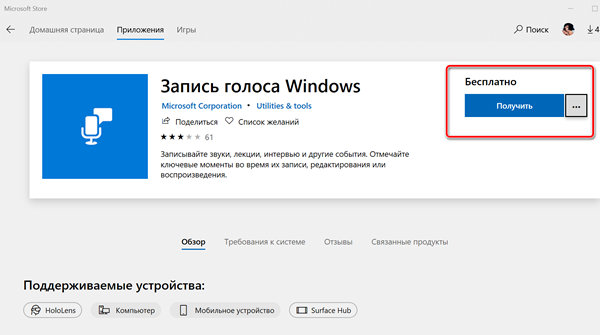 Microsoft Store
Домашняя страница Приложения Игры Поиск 4
Запись голоса Windows
Microsoft Corporation • Utilities & tools
Поделиться Список желаний
61
Записывайте звуки, лекции, интервью и другие события. Отмечайте
ключевые моменты во время их записи, редактирования или
воспроизведения.
Бесплатно
Получить ...
Обзор Требования к системе Отзывы Связанные продукты
Поддерживаемые устройства:
HoloLens Компьютер Мобильное устройство Surface Hub